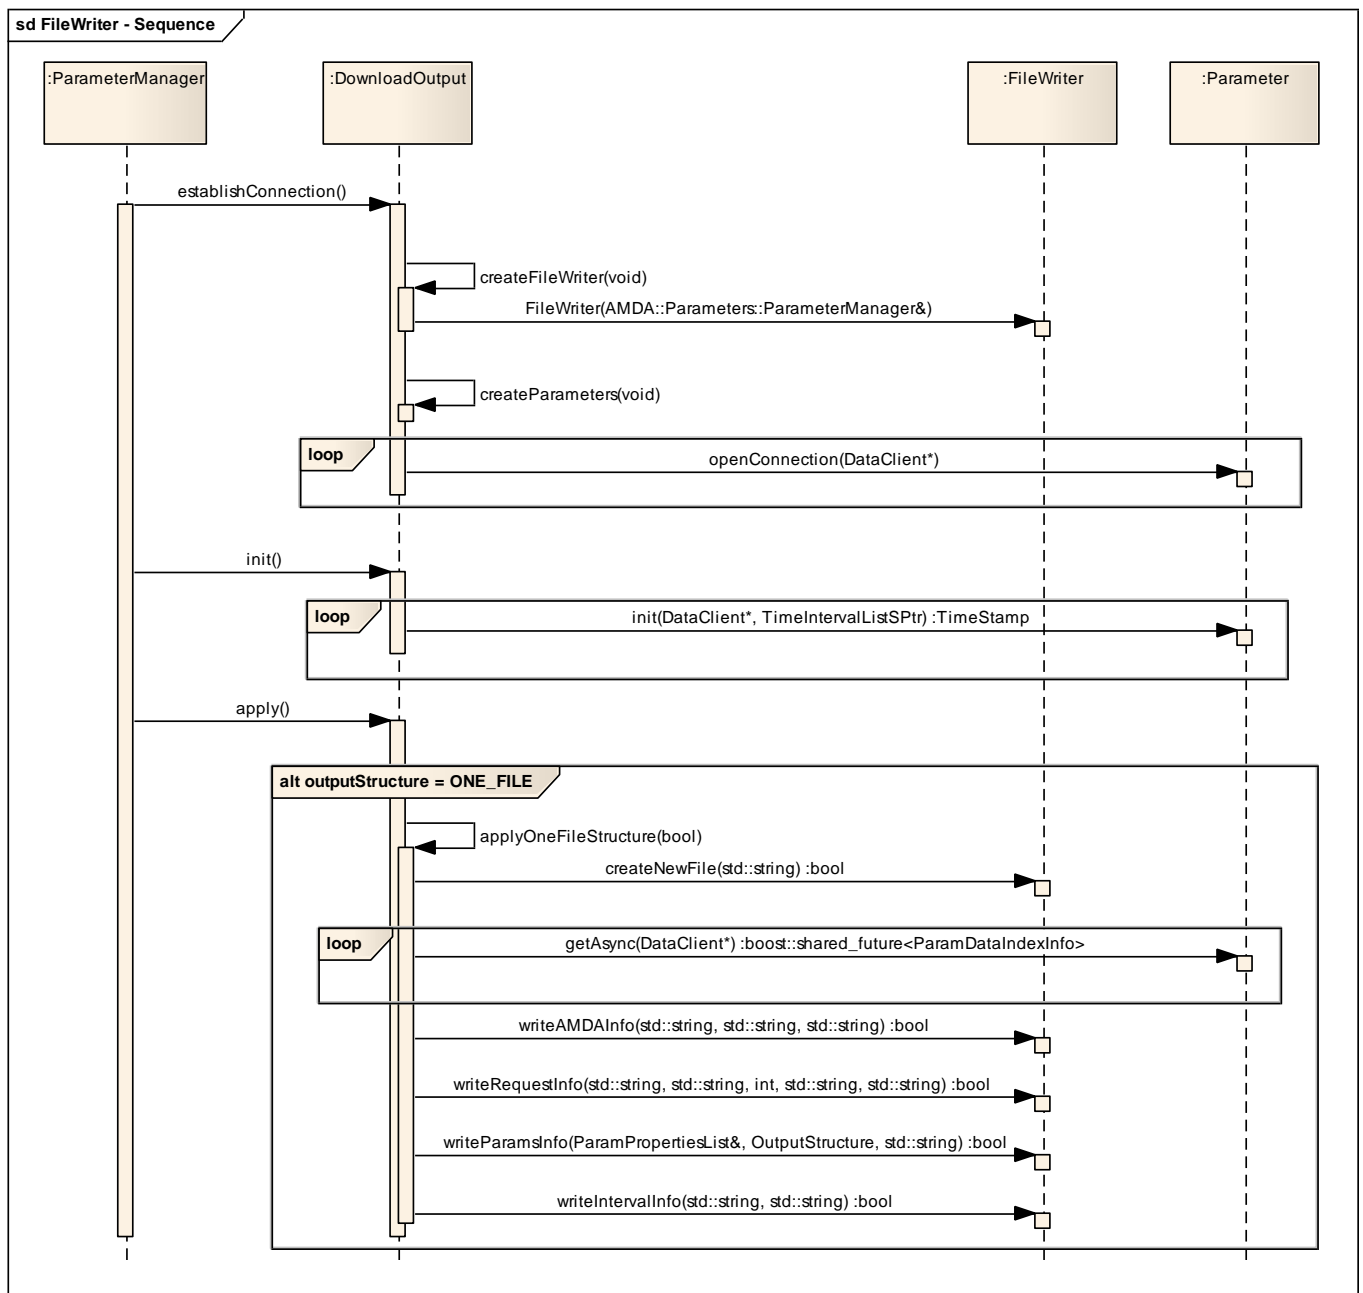 sd FileWriter - Sequence
:ParameterManager
:DownloadOutput
:FileWriter
:Parameter
establishConnection()
createFileWriter(void)
FileWriter(AMDA::Parameters::ParameterManager&)
createParameters(void)
loop
openConnection(DataClient*)
init()
loop
init(DataClient*, TimeIntervalListSPtr) :TimeStamp
apply()
alt outputStructure = ONE_FILE
applyOneFileStructure(bool)
createNewFile(std::string) :bool
loop
getAsync(DataClient*) :boost::shared_future<ParamDataIndexInfo>
writeAMDAInfo(std::string, std::string, std::string) :bool
writeRequestInfo(std::string, std::string, int, std::string, std::string) :bool
writeParamsInfo(ParamPropertiesList&, OutputStructure, std::string) :bool
writeIntervalInfo(std::string, std::string) :bool